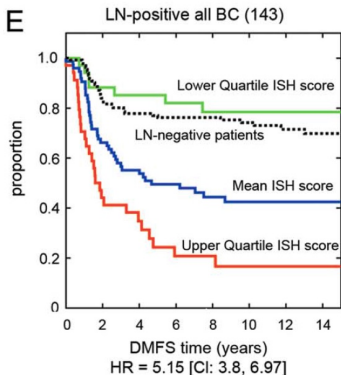 E
LN-positive all BC (143)
proportion
1.0
0.8
0.6
0.4
0.2
0
Lower Quartile ISH score
LN-negative patients
Mean ISH score
Upper Quartile ISH score
0 2 4 6 8 10 12 14
DMFS time (years)
HR = 5.15 [CI: 3.8, 6.97]